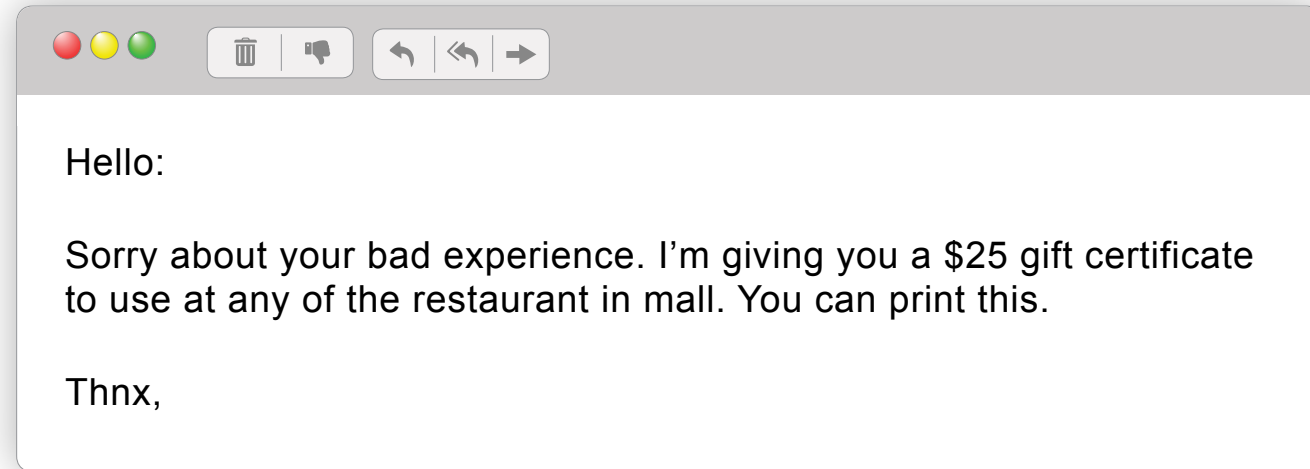 Hello:
Sorry about your bad experience. I’m giving you a $25 gift certificate
to use at any of the restaurant in mall. You can print this.
Thnx,